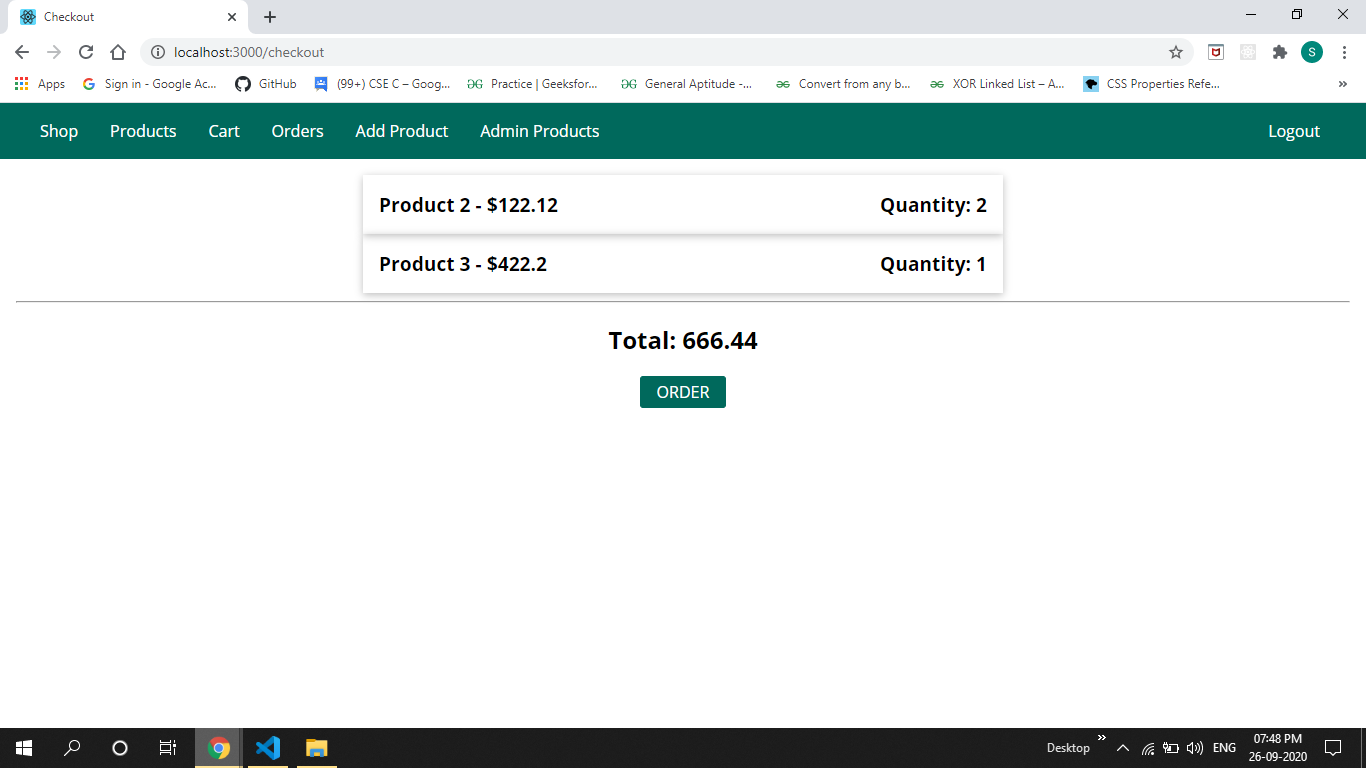 Checkout
localhost:3000/checkout
S
Apps
Sign in - Google Ac...
GitHub
(99+) CSE C – Goog...
Practice | Geeksfor...
General Aptitude -...
Convert from any b...
XOR Linked List – A...
CSS Properties Refe...
Shop
Products
Cart
Orders
Add Product
Admin Products
Logout
Product 2 - $122.12
Quantity: 2
Product 3 - $422.2
Quantity: 1
Total: 666.44
ORDER
Desktop
ENG
07:48 PM
26-09-2020